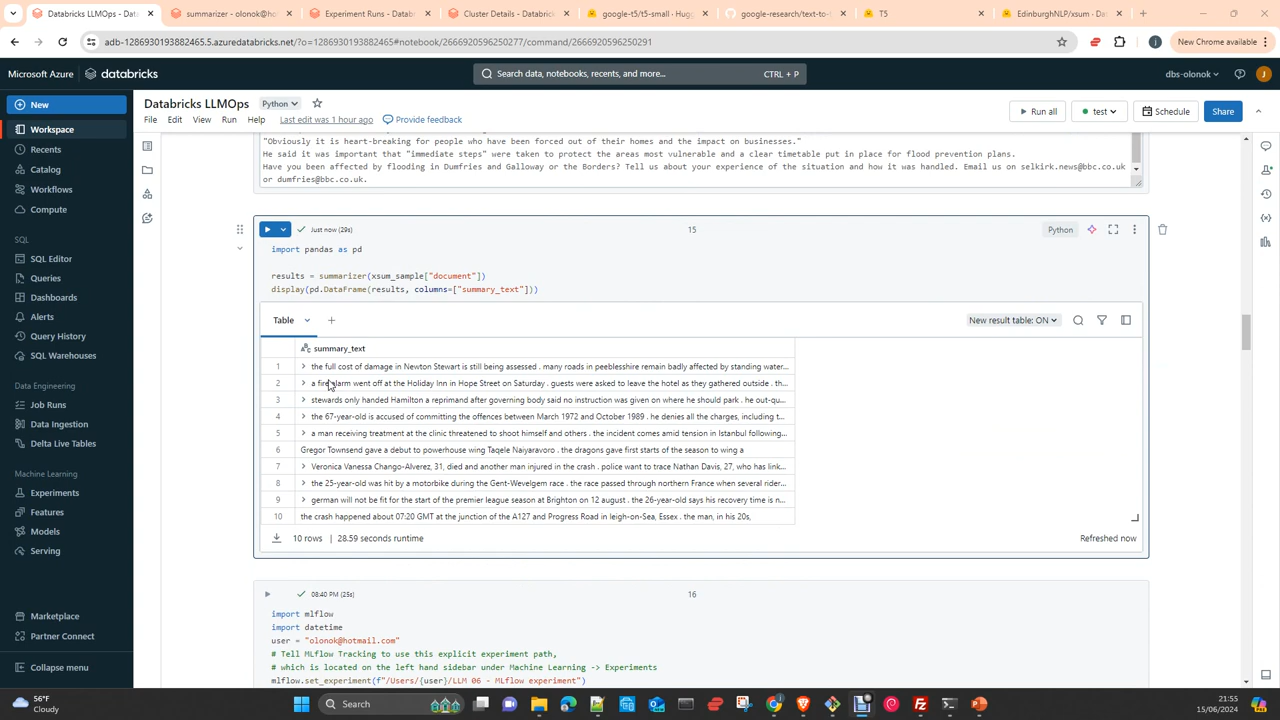 Databricks LLMOps - Databricks
summarizer - olonok@hotm
Experiment Runs - Databric
Cluster Details - Databricks
google-t5/t5-small · Hugg
google-research/text-to-t
T5
EdinburghNLP/xsum · Dat
adb-1286930193882465.5.azuredatabricks.net/?o=1286930193882465#notebook/2666920596250277/command/2666920596250291
New Chrome available
Microsoft Azure
databricks
Search data, notebooks, recents, and more...
CTRL + P
dbs-olonok
J
New
Workspace
Recents
Catalog
Workflows
Compute
SQL
SQL Editor
Queries
Dashboards
Alerts
Query History
SQL Warehouses
Data Engineering
Job Runs
Data Ingestion
Delta Live Tables
Machine Learning
Experiments
Features
Models
Serving
Marketplace
Partner Connect
Collapse menu
Databricks LLMOps
Python
File Edit View Run Help
Last edit was 1 hour ago
Provide feedback
Run all
test
Schedule
Share
"Obviously it is heart-breaking for people who have been forced out of their homes and the impact on businesses."
He said it was important that "immediate steps" were taken to protect the areas most vulnerable and a clear timetable put in place for flood prevention plans.
Have you been affected by flooding in Dumfries and Galloway or the Borders? Tell us about your experience of the situation and how it was handled. Email us on selkirk.news@bbc.co.uk
or dumfries@bbc.co.uk.
Just now (29s)
15
Python
import pandas as pd
results = summarizer(xsum_sample["document"])
display(pd.DataFrame(results, columns=["summary_text"]))
Table
New result table: ON
summary_text
1 the full cost of damage in Newton Stewart is still being assessed . many roads in peeblesshire remain badly affected by standing water...
2 a fire alarm went off at the Holiday Inn in Hope Street on Saturday . guests were asked to leave the hotel as they gathered outside . th...
3 stewards only handed Hamilton a reprimand after governing body said no instruction was given on where he should park . he out-qu...
4 the 67-year-old is accused of committing the offences between March 1972 and October 1989 . he denies all the charges, including t...
5 a man receiving treatment at the clinic threatened to shoot himself and others . the incident comes amid tension in Istanbul following...
6 Gregor Townsend gave a debut to powerhouse wing Taqele Naiyaravoro . the dragons gave first starts of the season to wing a
7 Veronica Vanessa Chango-Alverez, 31, died and another man injured in the crash . police want to trace Nathan Davis, 27, who has link...
8 the 25-year-old was hit by a motorbike during the Gent-Wevelgem race . the race passed through northern France when several rider...
9 german will not be fit for the start of the premier league season at Brighton on 12 august . the 26-year-old says his recovery time is n...
10 the crash happened about 07:20 GMT at the junction of the A127 and Progress Road in leigh-on-Sea, Essex . the man, in his 20s,
10 rows | 28.59 seconds runtime
Refreshed now
08:40 PM (25s)
16
import mlflow
import datetime
user = "olonok@hotmail.com"
# Tell MLflow Tracking to use this explicit experiment path,
# which is located on the left hand sidebar under Machine Learning -> Experiments
mlflow.set_experiment(f"/Users/{user}/LLM 06 - MLflow experiment")
56°F
Cloudy
Search
21:55
15/06/2024